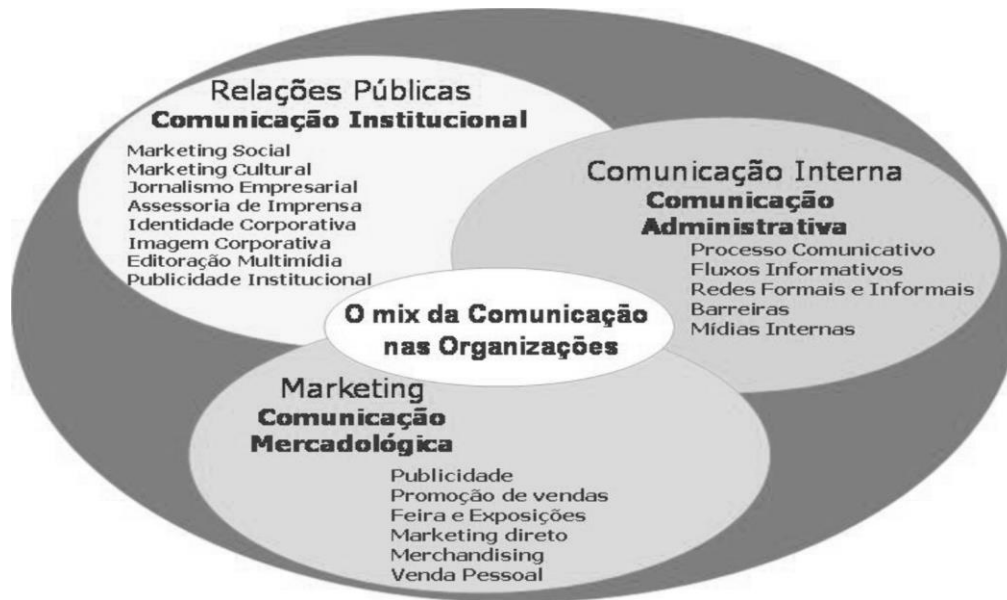 Relações Públicas
Comunicação Institucional
Marketing Social
Marketing Cultural
Jornalismo Empresarial
Assessoria de Imprensa
Identidade Corporativa
Imagem Corporativa
Editoração Multimídia
Publicidade Institucional
Comunicação Interna
Comunicação
Administrativa
Processo Comunicativo
Fluxos Informativos
Redes Formais e Informais
Barreiras
Mídias Internas
O mix da Comunicação
nas Organizações
Marketing
Comunicação
Mercadológica
Publicidade
Promoção de vendas
Feira e Exposições
Marketing direto
Merchandising
Venda Pessoal